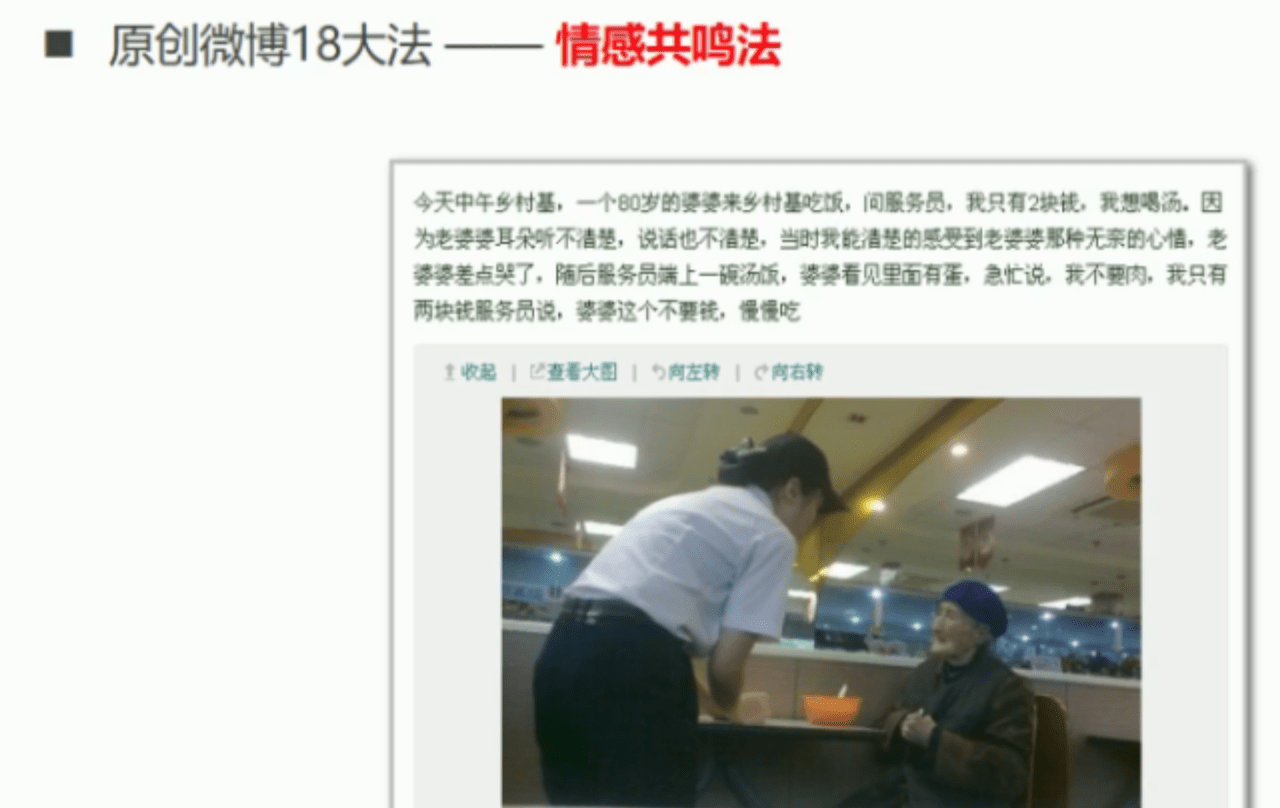 ■ 原创微博18大法 —— 情感共鸣法
今天中午乡村基，一个80岁的婆婆来乡村基吃饭，问服务员，我只有2块钱，我想喝汤。因
为老婆婆耳朵听不清楚，说话也不清楚，当时我能清楚的感受到老婆婆那种无奈的心情，老
婆婆差点哭了，随后服务员端上一碗汤饭，婆婆看见里面有蛋，急忙说，我不要肉，我只有
两块钱服务员说，婆婆这个不要钱，慢慢吃
收起 | 查看大图 | 向左转 | 向右转